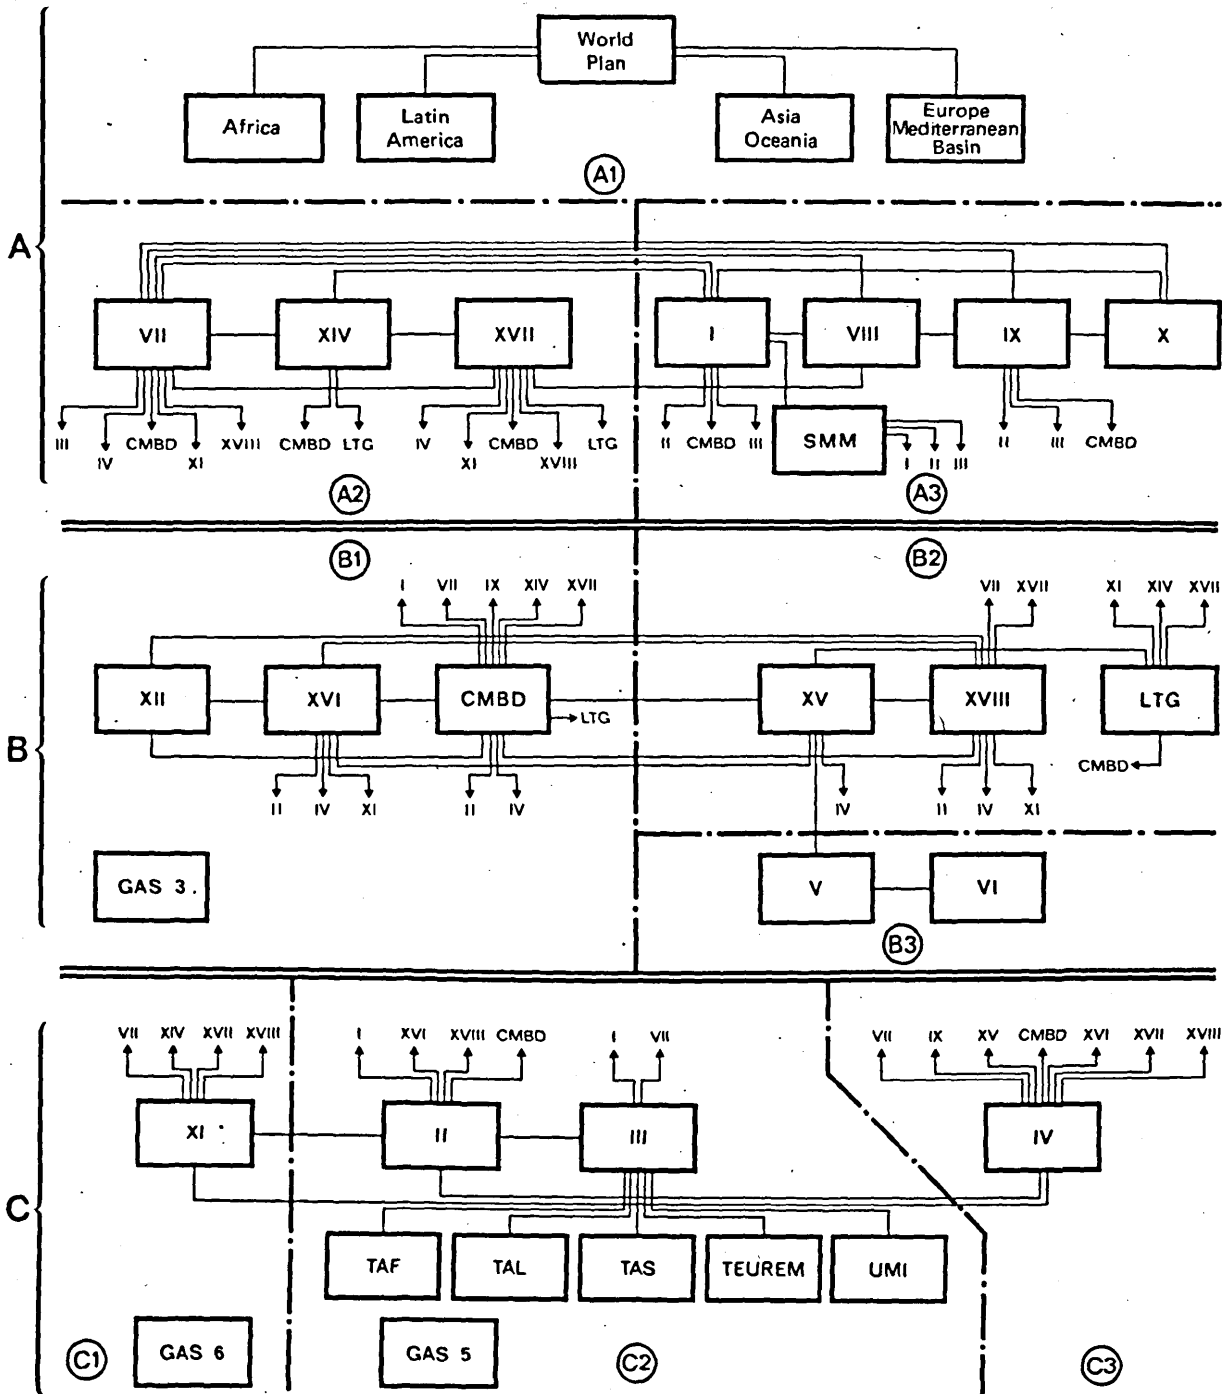 World
Plan
Africa
Latin
America
Asia
Oceania
Europe
Mediterranean
Basin
A1
A
VII
XIV
XVII
I
VIII
IX
X
III
IV
CMBD
XI
XVIII
CMBD
LTG
IV
XI
CMBD
XVIII
LTG
II
CMBD
III
SMM
I
II
III
II
III
CMBD
A2
A3
B1
B2
I
VII
IX
XIV
XVII
VII
XVII
XI
XIV
XVII
B
XII
XVI
CMBD
LTG
XV
XVIII
LTG
CMBD
II
IV
XI
II
IV
IV
II
IV
XI
GAS 3.
V
VI
B3
C
VII
XIV
XVII
XVIII
I
XVI
XVIII
CMBD
I
VII
VII
IX
XV
CMBD
XVI
XVII
XVIII
XI
II
III
IV
TAF
TAL
TAS
TEUREM
UMI
C1
GAS 6
GAS 5
C2
C3